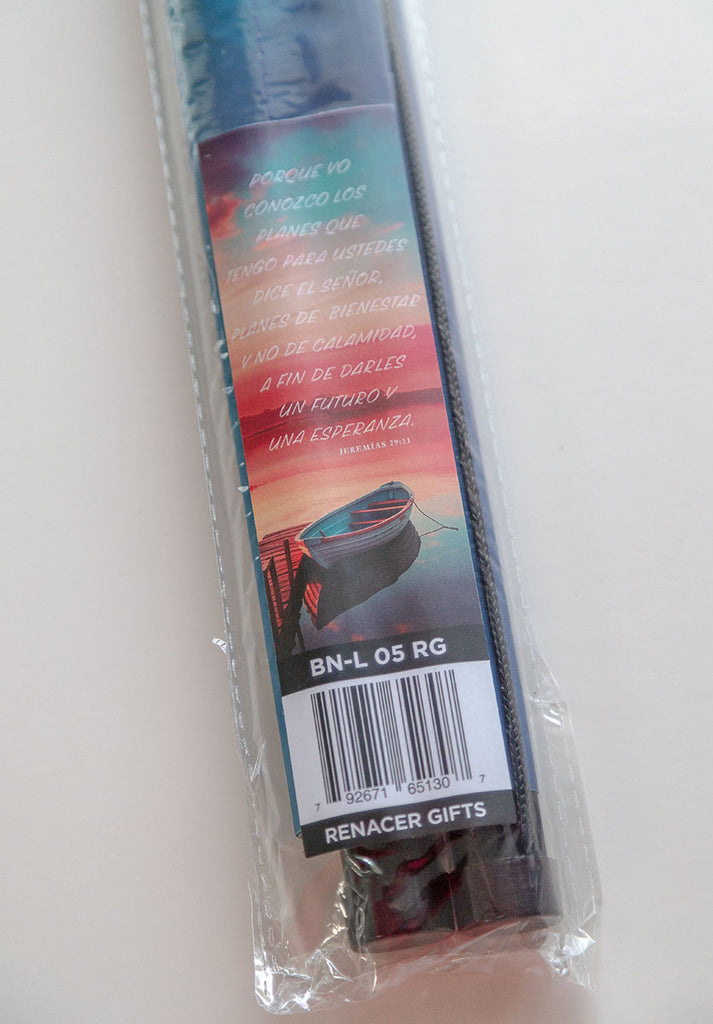 PORQUE YO
CONOZCO LOS
PLANES QUE
TENGO PARA USTEDES
DICE EL SEÑOR,
PLANES DE BIENESTAR
Y NO DE CALAMIDAD,
A FIN DE DARLES
UN FUTURO Y
UNA ESPERANZA.
JEREMÍAS 29:11
BN-L 05 RG
7 92671 65130 7
RENACER GIFTS